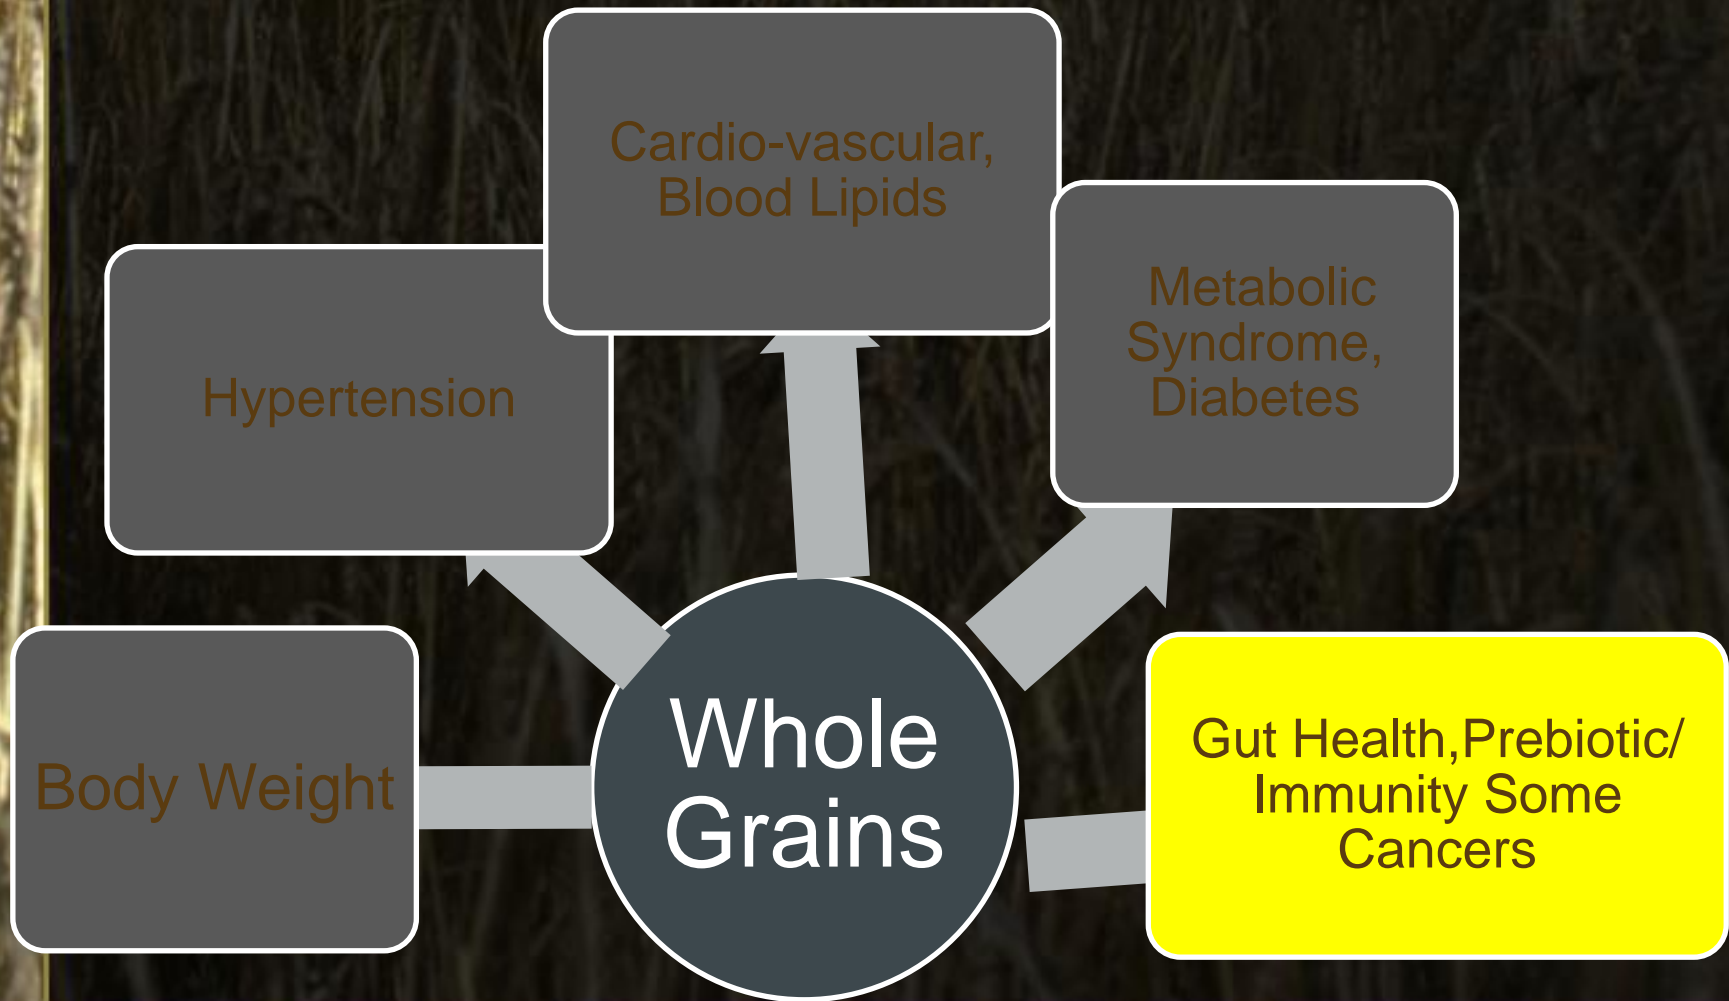 Cardio-vascular,
Blood Lipids
Metabolic
Syndrome,
Diabetes
Hypertension
Body Weight
Whole
Grains
Gut Health,Prebiotic/
Immunity Some
Cancers